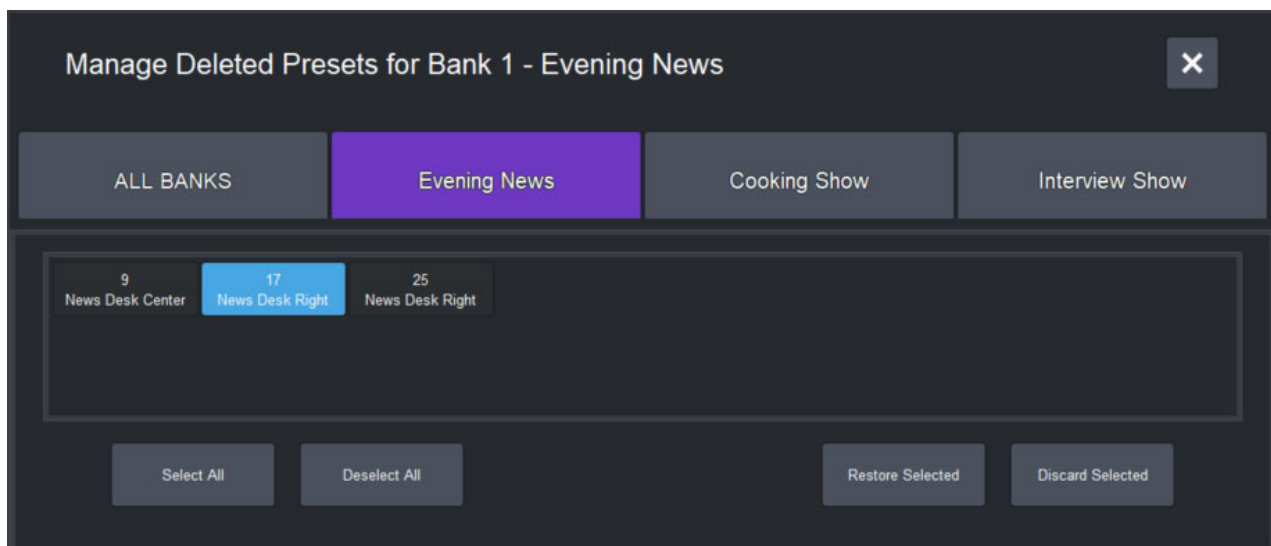 Manage Deleted Presets for Bank 1 - Evening News
ALL BANKS
Evening News
Cooking Show
Interview Show
9
News Desk Center
17
News Desk Right
25
News Desk Right
Select All
Deselect All
Restore Selected
Discard Selected